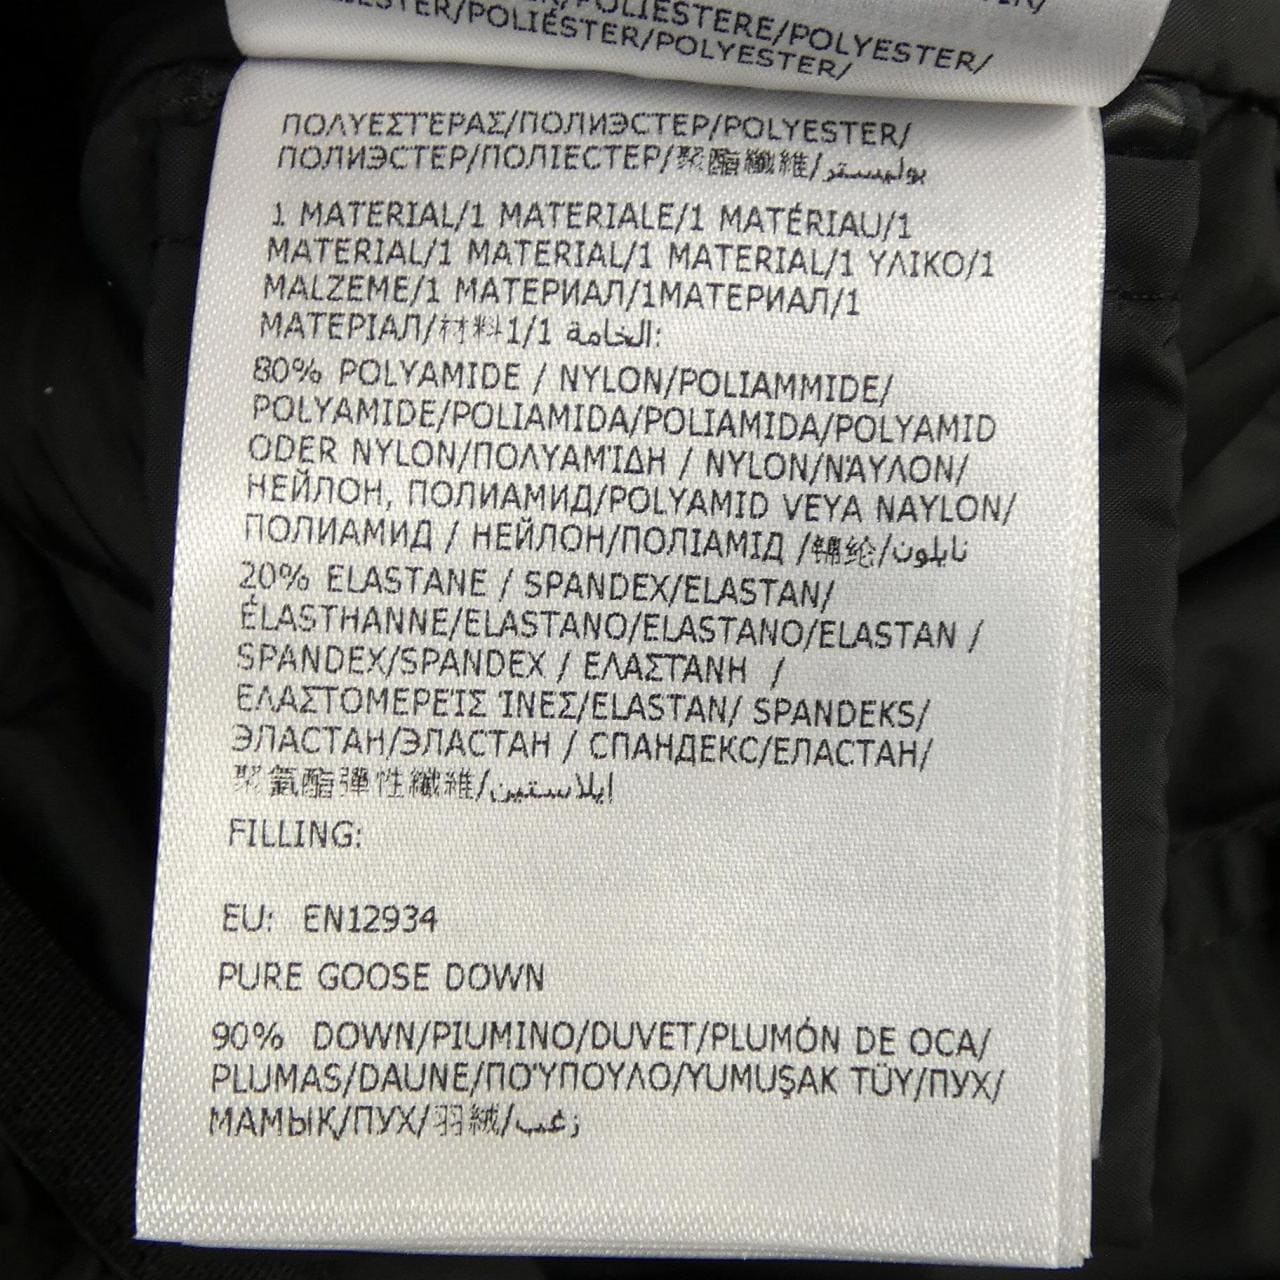 POLIESTERE/POLYESTER/
POLIÉSTER/POLYESTER/
ΠΟΛΥΕΣΤΈΡΑΣ/ПОЛИЭСТЕР/POLYESTER/
ПОЛИЭСТЕР/ПОЛІЕСТЕР/聚酯纖維/بوليستر
1 MATERIAL/1 MATERIALE/1 MATÉRIAU/1
MATERIAL/1 MATERIAL/1 MATERIAL/1 ΥΛΙΚΟ/1
MALZEME/1 МАТЕРИАЛ/1МАТЕРИАЛ/1
МАТЕРІАЛ/材料1/1 الخامة:
80% POLYAMIDE / NYLON/POLIAMMIDE/
POLYAMIDE/POLIAMIDA/POLIAMIDA/POLYAMID
ODER NYLON/ΠΟΛΥΑΜΊΔΗ / NYLON/ΝΆΥΛΟΝ/
НЕЙЛОН, ПОЛИАМИД/POLYAMID VEYA NAYLON/
ПОЛИАМИД / НЕЙЛОН/ПОЛІАМІД /錦纶/نايلون
20% ELASTANE / SPANDEX/ELASTAN/
ÉLASTHANNE/ELASTANO/ELASTANO/ELASTAN /
SPANDEX/SPANDEX / ΕΛΑΣΤΆΝΗ /
ΕΛΑΣΤΟΜΕΡΕΊΣ ΊΝΕΣ/ELASTAN/ SPANDEKS/
ЭЛАСТАН/ЭЛАСТАН / СПАНДЕКС/ЕЛАСТАН/
聚氨酯彈性纖維/ايلاستين
FILLING:
EU: EN12934
PURE GOOSE DOWN
90% DOWN/PIUMINO/DUVET/PLUMÓN DE OCA/
PLUMAS/DAUNE/ΠΟΎΠΟΥΛΟ/YUMUŞAK TÜY/ПУХ/
МАМЫҚ/ПУХ/羽絨/زغب